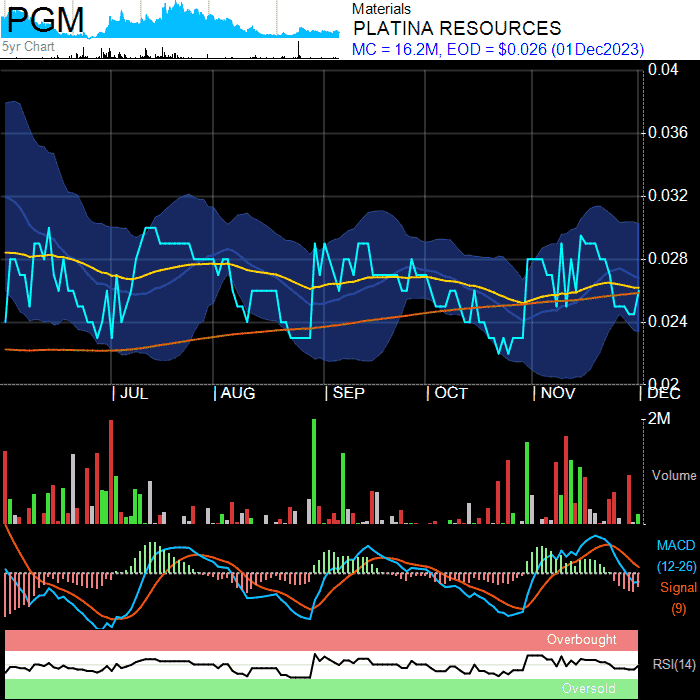 PGM
5yr Chart
Materials
PLATINA RESOURCES
MC = 16.2M, EOD = $0.026 (01Dec2023)
0.04
0.036
0.032
0.028
0.024
0.02
JUL
AUG
SEP
OCT
NOV
DEC
2M
Volume
MACD
(12-26)
Signal
(9)
Overbought
RSI(14)
Oversold